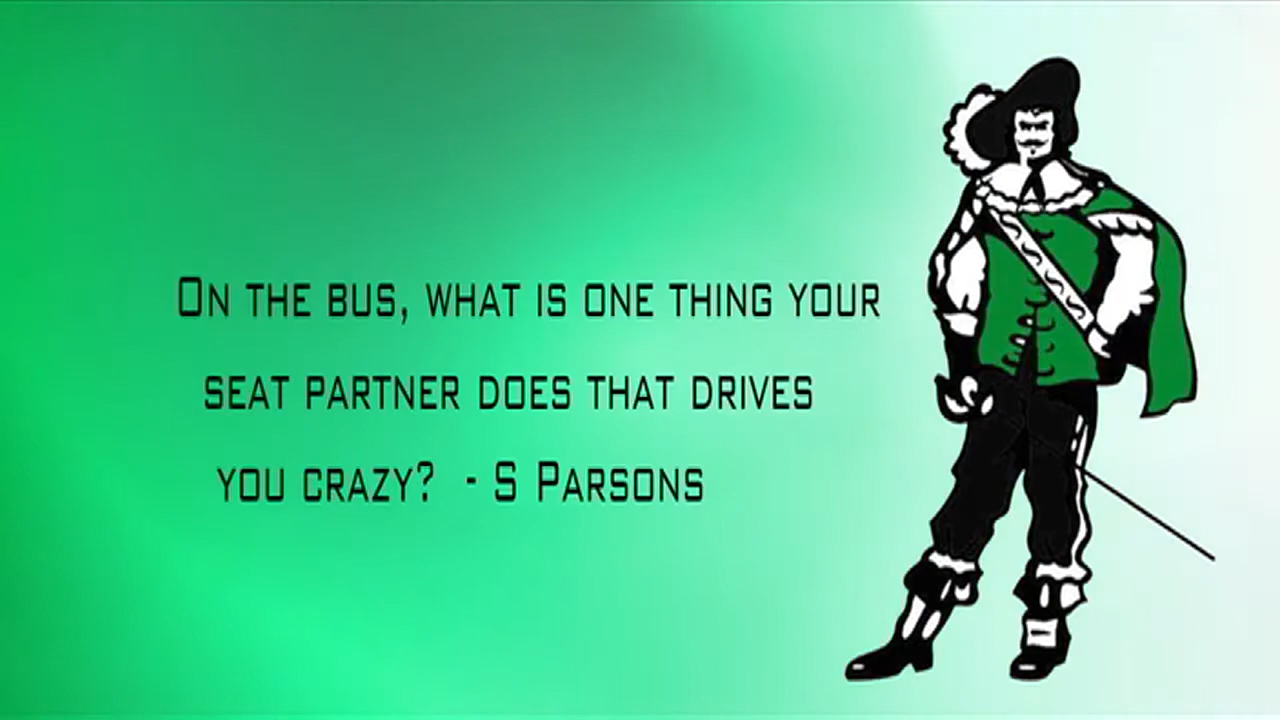 On the bus, what is one thing your
seat partner does that drives
you crazy?  - S Parsons